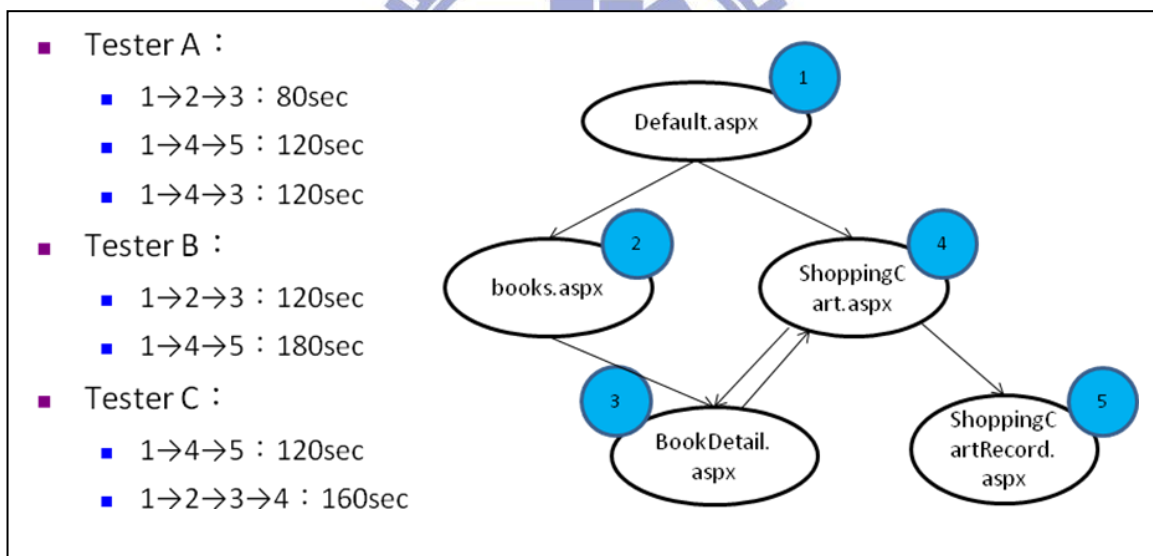 Tester A：
1→2→3：80sec
1→4→5：120sec
1→4→3：120sec
Tester B：
1→2→3：120sec
1→4→5：180sec
Tester C：
1→4→5：120sec
1→2→3→4：160sec
1
Default.aspx
2
books.aspx
4
ShoppingC
art.aspx
3
BookDetail.
aspx
5
ShoppingC
artRecord.
aspx